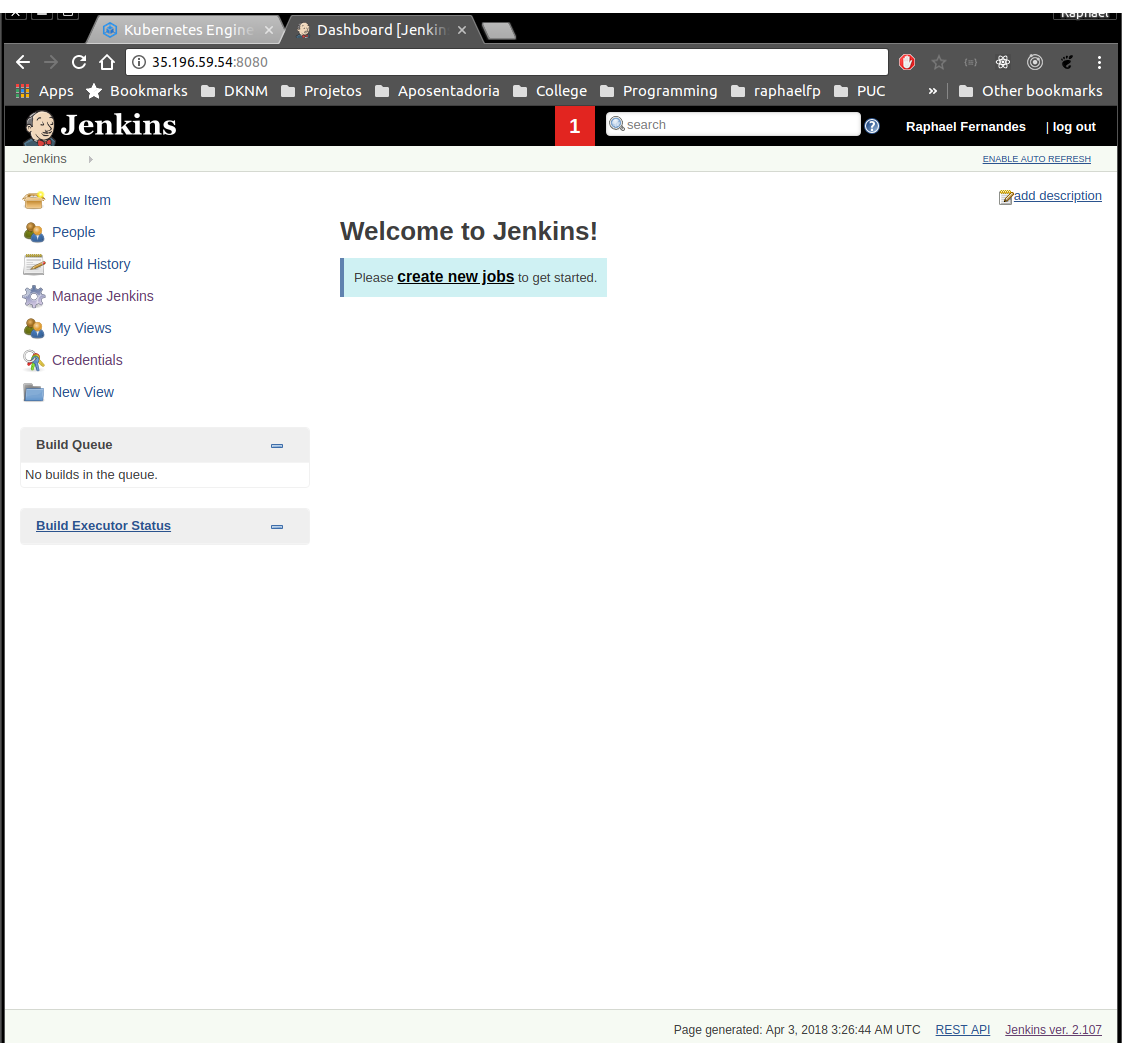 Raphael
Kubernetes Engine
Dashboard [Jenkin
35.196.59.54:8080
Apps Bookmarks DKNM Projetos Aposentadoria College Programming raphaelfp PUC » Other bookmarks
Jenkins 1 search Raphael Fernandes | log out
Jenkins ENABLE AUTO REFRESH
add description
New Item
People
Build History
Manage Jenkins
My Views
Credentials
New View
Welcome to Jenkins!
Please create new jobs to get started.
Build Queue
No builds in the queue.
Build Executor Status
Page generated: Apr 3, 2018 3:26:44 AM UTC REST API Jenkins ver. 2.107